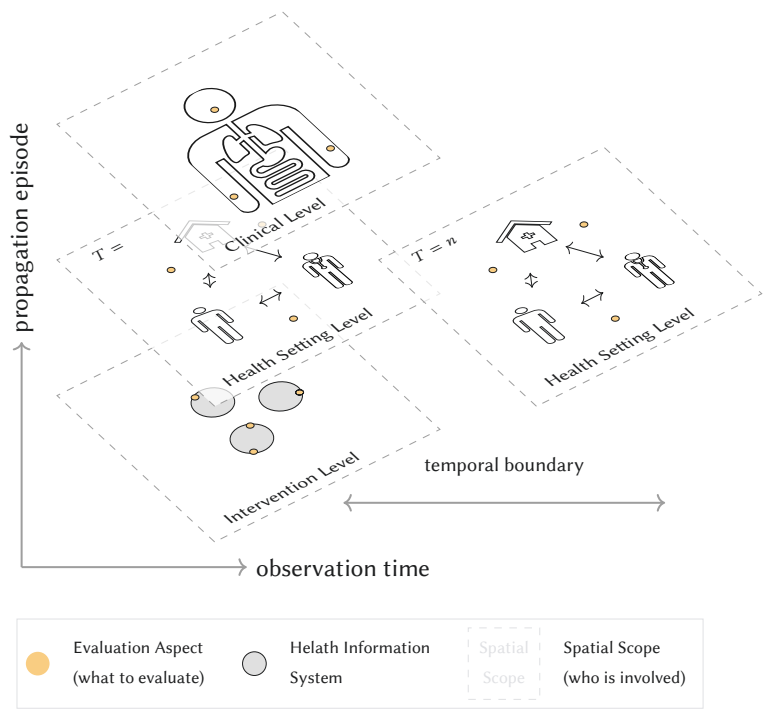 propagation episode
Clinical Level
T =
Health Setting Level
T = n
Health Setting Level
Intervention Level
temporal boundary
observation time
Evaluation Aspect
(what to evaluate)
Helath Information
System
Spatial
Scope
Spatial Scope
(who is involved)